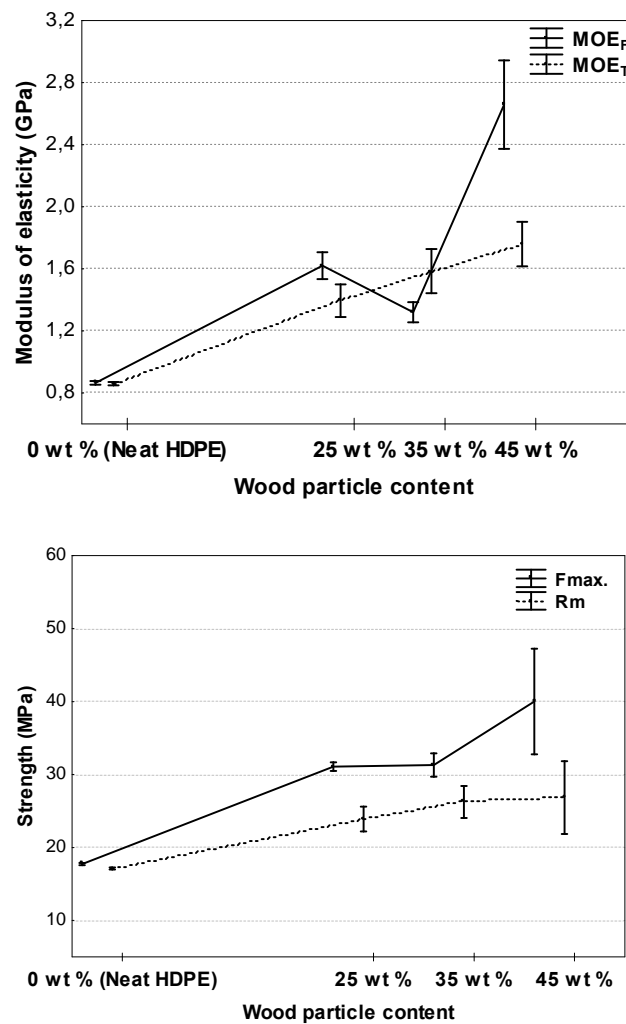 3,2
MOE_F
MOE_T
2,8
2,4
2,0
1,6
1,2
0,8
Modulus of elasticity (GPa)
0 wt % (Neat HDPE) 25 wt % 35 wt % 45 wt %
Wood particle content
60
Fmax.
Rm
50
40
30
20
10
Strength (MPa)
0 wt % (Neat HDPE) 25 wt % 35 wt % 45 wt %
Wood particle content